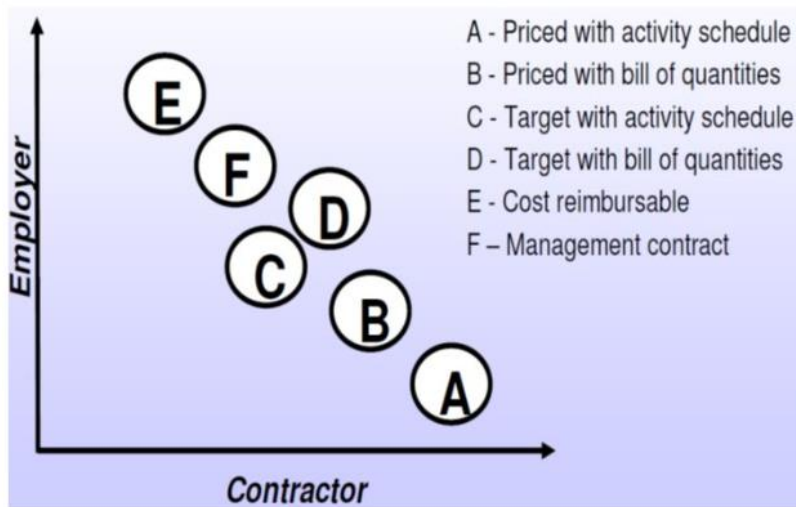 A - Priced with activity schedule
B - Priced with bill of quantities
C - Target with activity schedule
D - Target with bill of quantities
E - Cost reimbursable
F – Management contract
Employer
E
F
D
C
B
A
Contractor